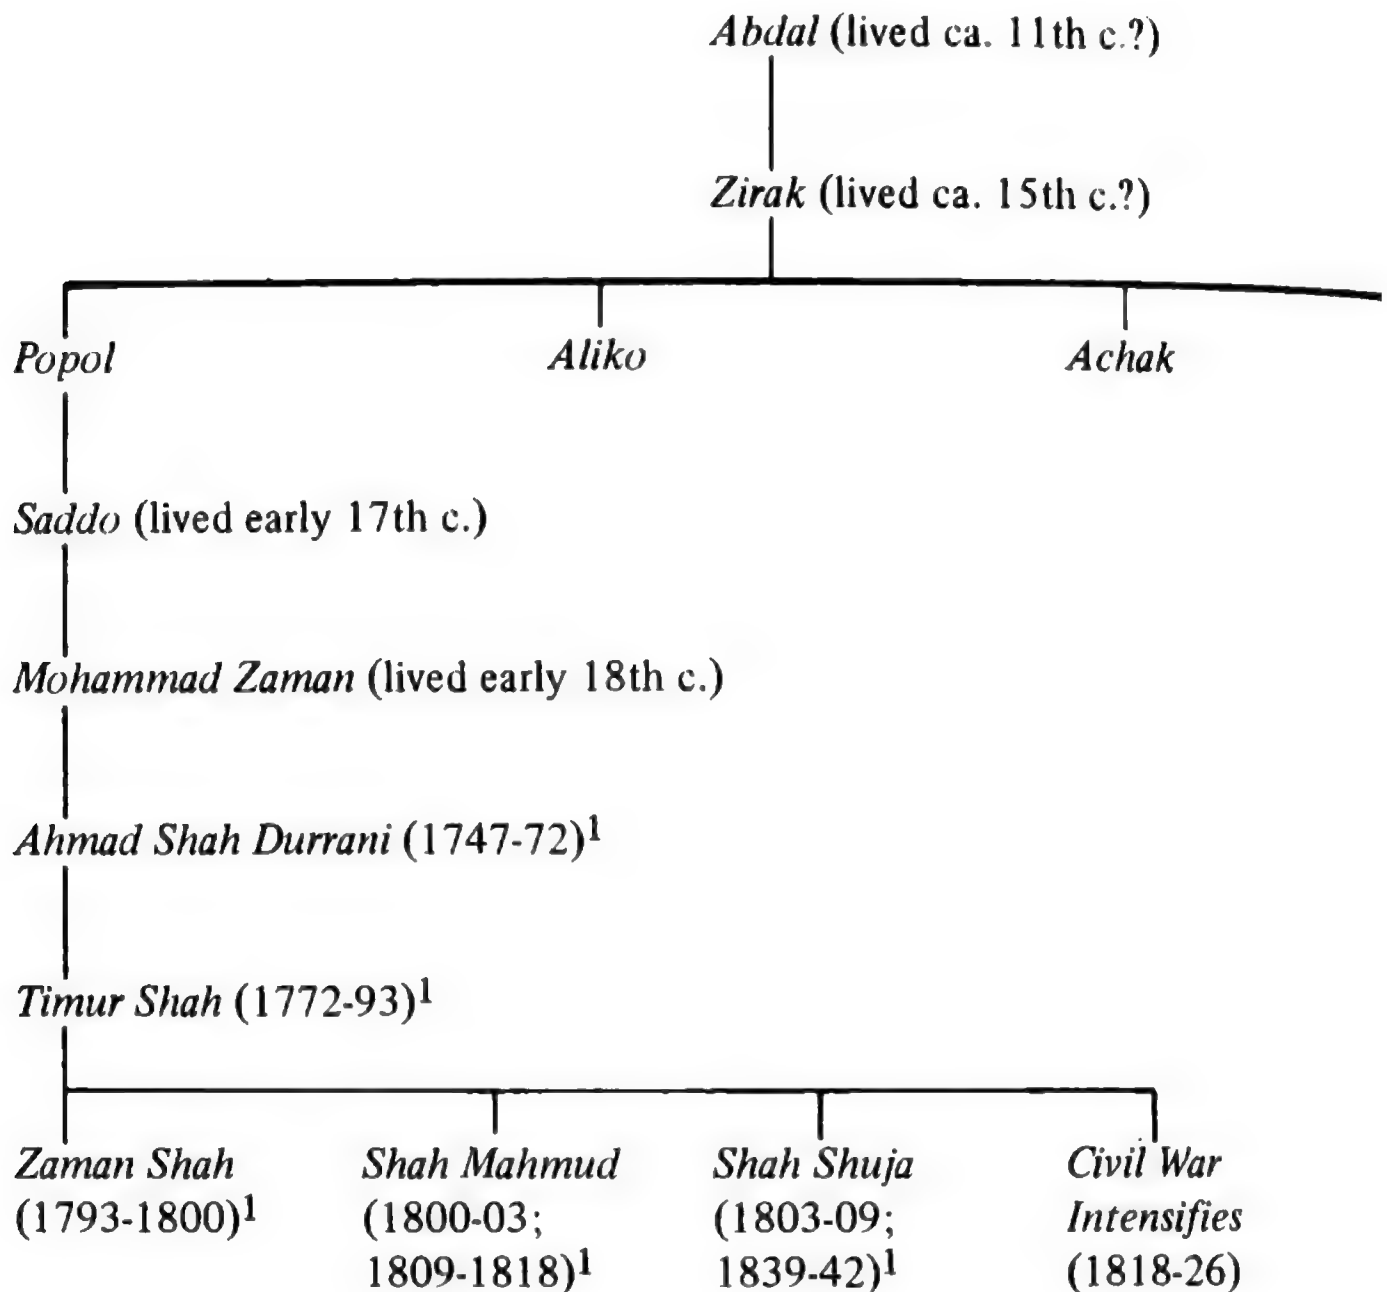 Abdal (lived ca. 11th c.?)
Zirak (lived ca. 15th c.?)
Popol
Aliko
Achak
Saddo (lived early 17th c.)
Mohammad Zaman (lived early 18th c.)
Ahmad Shah Durrani (1747-72)¹
Timur Shah (1772-93)¹
Zaman Shah
(1793-1800)¹
Shah Mahmud
(1800-03;
1809-1818)¹
Shah Shuja
(1803-09;
1839-42)¹
Civil War
Intensifies
(1818-26)